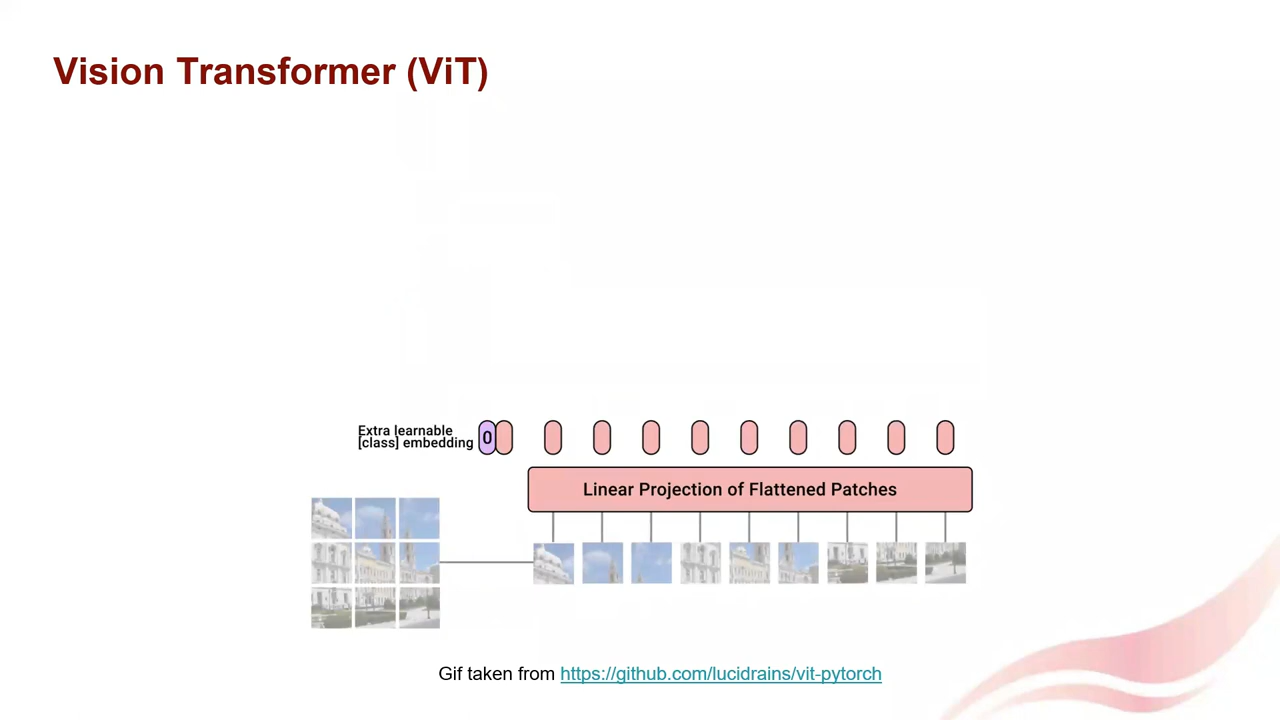 Vision Transformer (ViT)
Extra learnable
[class] embedding
0
Linear Projection of Flattened Patches
Gif taken from https://github.com/lucidrains/vit-pytorch